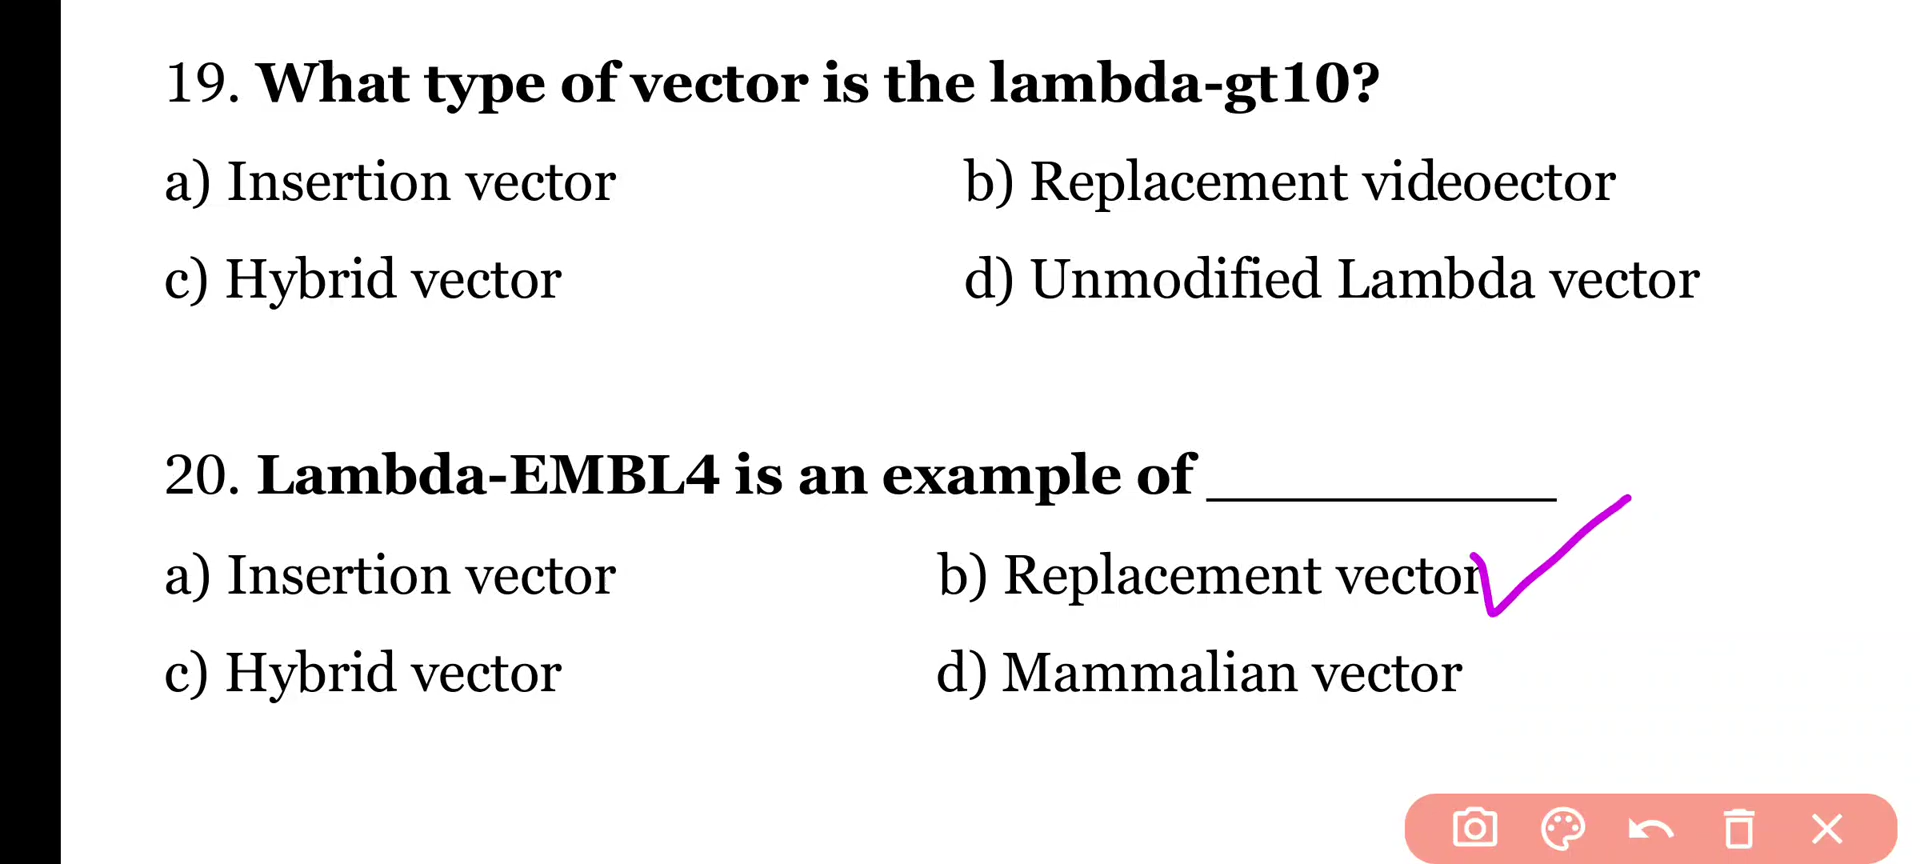 19. What type of vector is the lambda-gt10?
a) Insertion vector b) Replacement videoector
c) Hybrid vector d) Unmodified Lambda vector
20. Lambda-EMBL4 is an example of ____________
a) Insertion vector b) Replacement vector
c) Hybrid vector d) Mammalian vector